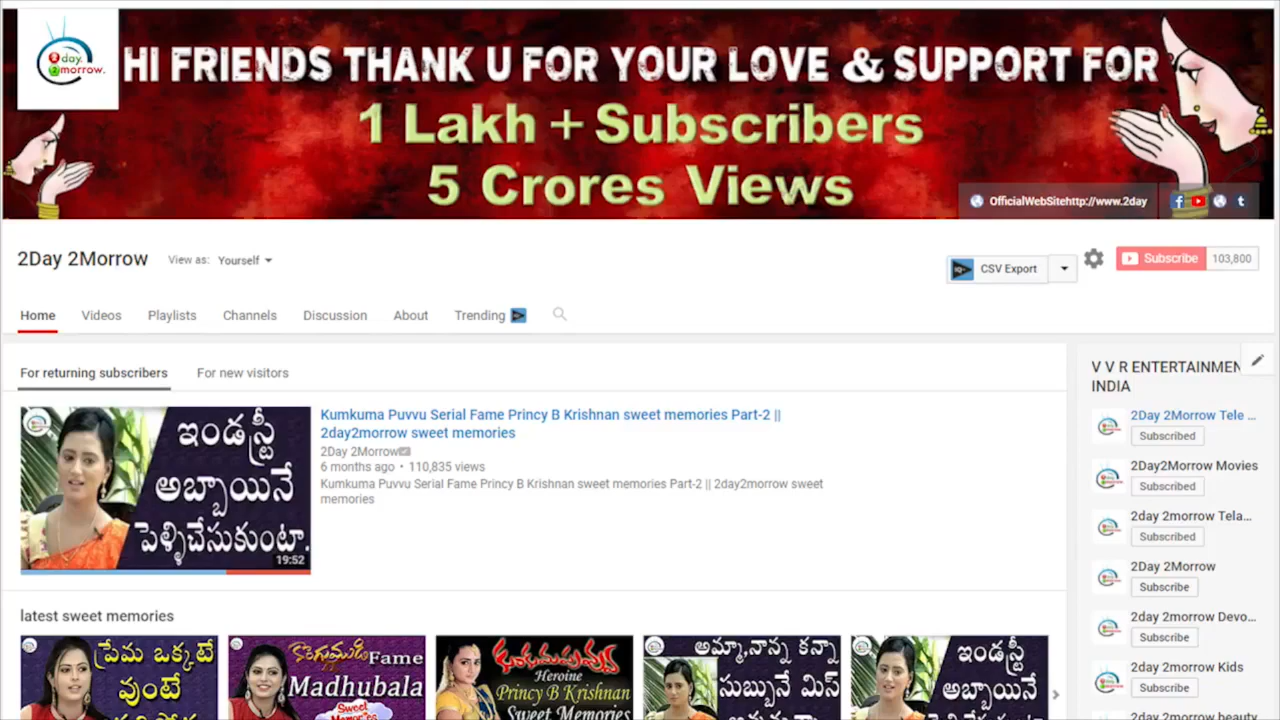 2day
2morrow.
HI FRIENDS THANK U FOR YOUR LOVE & SUPPORT FOR
1 Lakh + Subscribers
5 Crores Views
OfficialWebSitehttp://www.2day
2Day 2Morrow
View as: Yourself
CSV Export
Subscribe 103,800
Home Videos Playlists Channels Discussion About Trending
For returning subscribers For new visitors
V V R ENTERTAINMEN
INDIA
ఇండస్ట్రీ
అబ్బాయినే
పెళ్ళిచేసుకుంటా.
19:52
Kumkuma Puvvu Serial Fame Princy B Krishnan sweet memories Part-2 ||
2day2morrow sweet memories
2Day 2Morrow
6 months ago • 110,835 views
Kumkuma Puvvu Serial Fame Princy B Krishnan sweet memories Part-2 || 2day2morrow sweet
memories
2Day 2Morrow Tele ...
Subscribed
2Day2Morrow Movies
Subscribed
2day 2morrow Tela...
Subscribed
2Day 2Morrow
Subscribe
2day 2morrow Devo...
Subscribe
2day 2morrow Kids
Subscribe
2day 2morrow beauty
latest sweet memories
ప్రేమ ఒక్కటే
వుంటే
Fame
Madhubala
Sweet
కుంకుమపువ్వు
Heroine
Princy B Krishnan
Sweet Memories
అమ్మా,నాన్న కన్నా
సుబ్బునే మిస్
ఇండస్ట్రీ
అబ్బాయినే